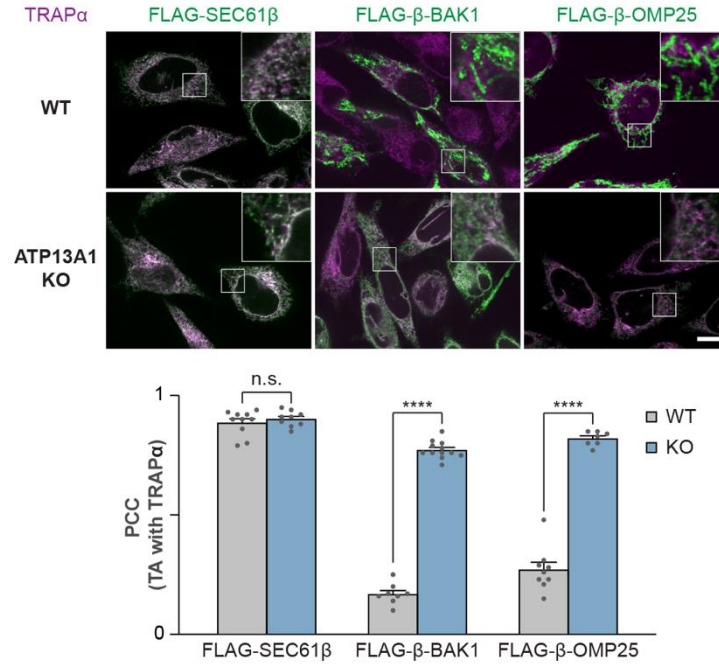 TRAPα FLAG-SEC61β FLAG-β-BAK1 FLAG-β-OMP25
WT
ATP13A1
KO
1
n.s.
****
****
WT
KO
PCC
(TA with TRAPα)
0
FLAG-SEC61β FLAG-β-BAK1 FLAG-β-OMP25